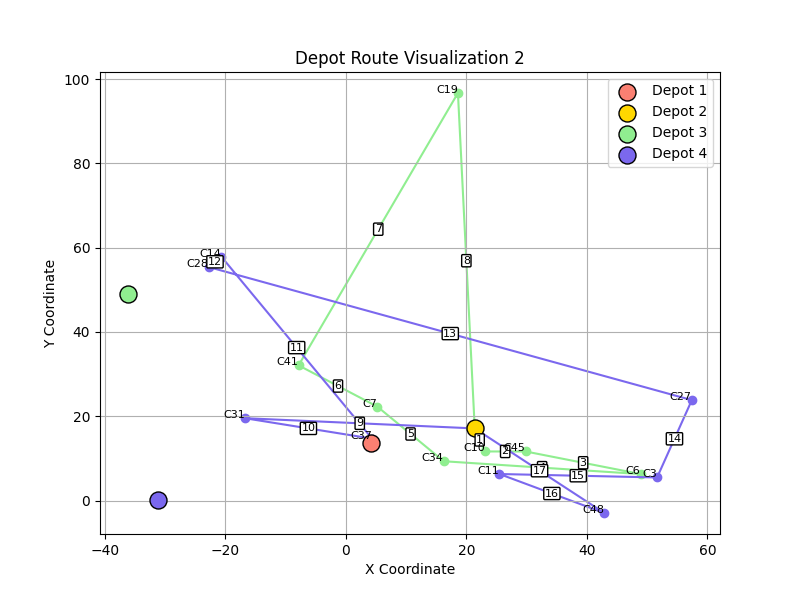 Depot Route Visualization 2
100
80
60
40
20
0
Y Coordinate
−40
−20
0
20
40
60
X Coordinate
Depot 1
Depot 2
Depot 3
Depot 4
C19
7
8
C14
C28
12
13
11
C41
6
C27
C7
C31
10
9
C37
5
1
C10
2
C45
14
C34
3
17
C11
15
C6
C3
16
C48